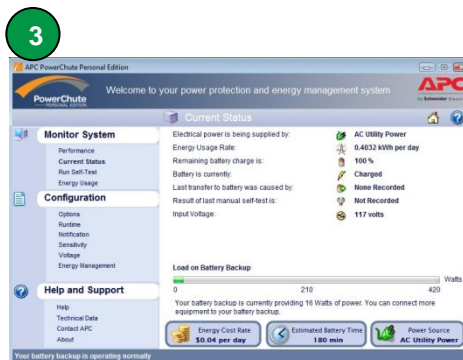 3
APC PowerChute Personal Edition
PowerChute
PERSONAL EDITION
Welcome to your power protection and energy management system
APC
by Schneider Electric
Current Status
Monitor System
Performance
Current Status
Run Self-Test
Energy Usage
Configuration
Options
Runtime
Notification
Sensitivity
Voltage
Energy Management
Help and Support
Help
Technical Data
Contact APC
About
Electrical power is being supplied by: AC Utility Power
Energy Usage Rate: 0.4032 kWh per day
Remaining battery charge is: 100 %
Battery is currently: Charged
Last transfer to battery was caused by: None Recorded
Result of last manual self-test is: Not Recorded
Input Voltage: 117 volts
Load on Battery Backup
Watts
0 210 420
Your battery backup is currently providing 16 Watts of power. You can connect more
equipment to your battery backup.
Energy Cost Rate
$0.04 per day
Estimated Battery Time
180 min
Power Source
AC Utility Power
Your battery backup is operating normally